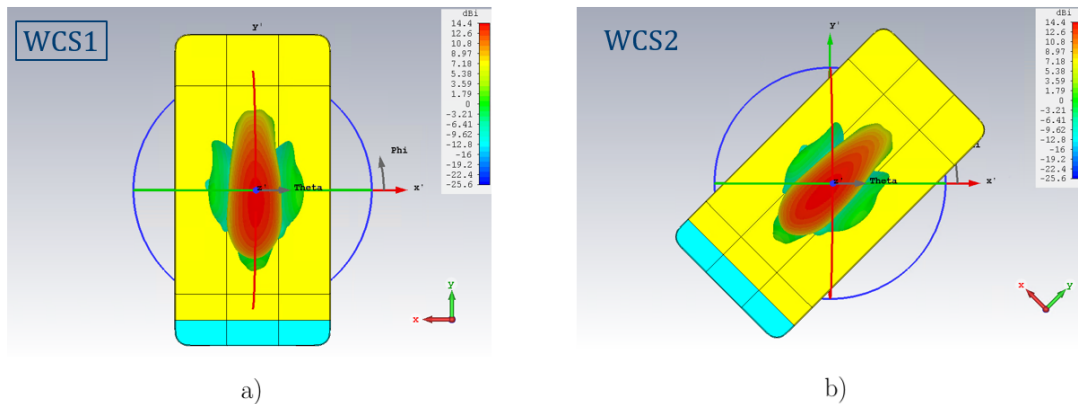 WCS1
y'
dBi
14.4
12.6
10.8
8.97
7.18
5.38
3.59
1.79
0
-3.21
-6.41
-9.62
-12.8
-16
-19.2
-22.4
-25.6
Phi
Theta
x'
y
x
a)
WCS2
y'
dBi
14.4
12.6
10.8
8.97
7.18
5.38
3.59
1.79
0
-3.21
-6.41
-9.62
-12.8
-16
-19.2
-22.4
-25.6
Theta
x'
x
y
b)